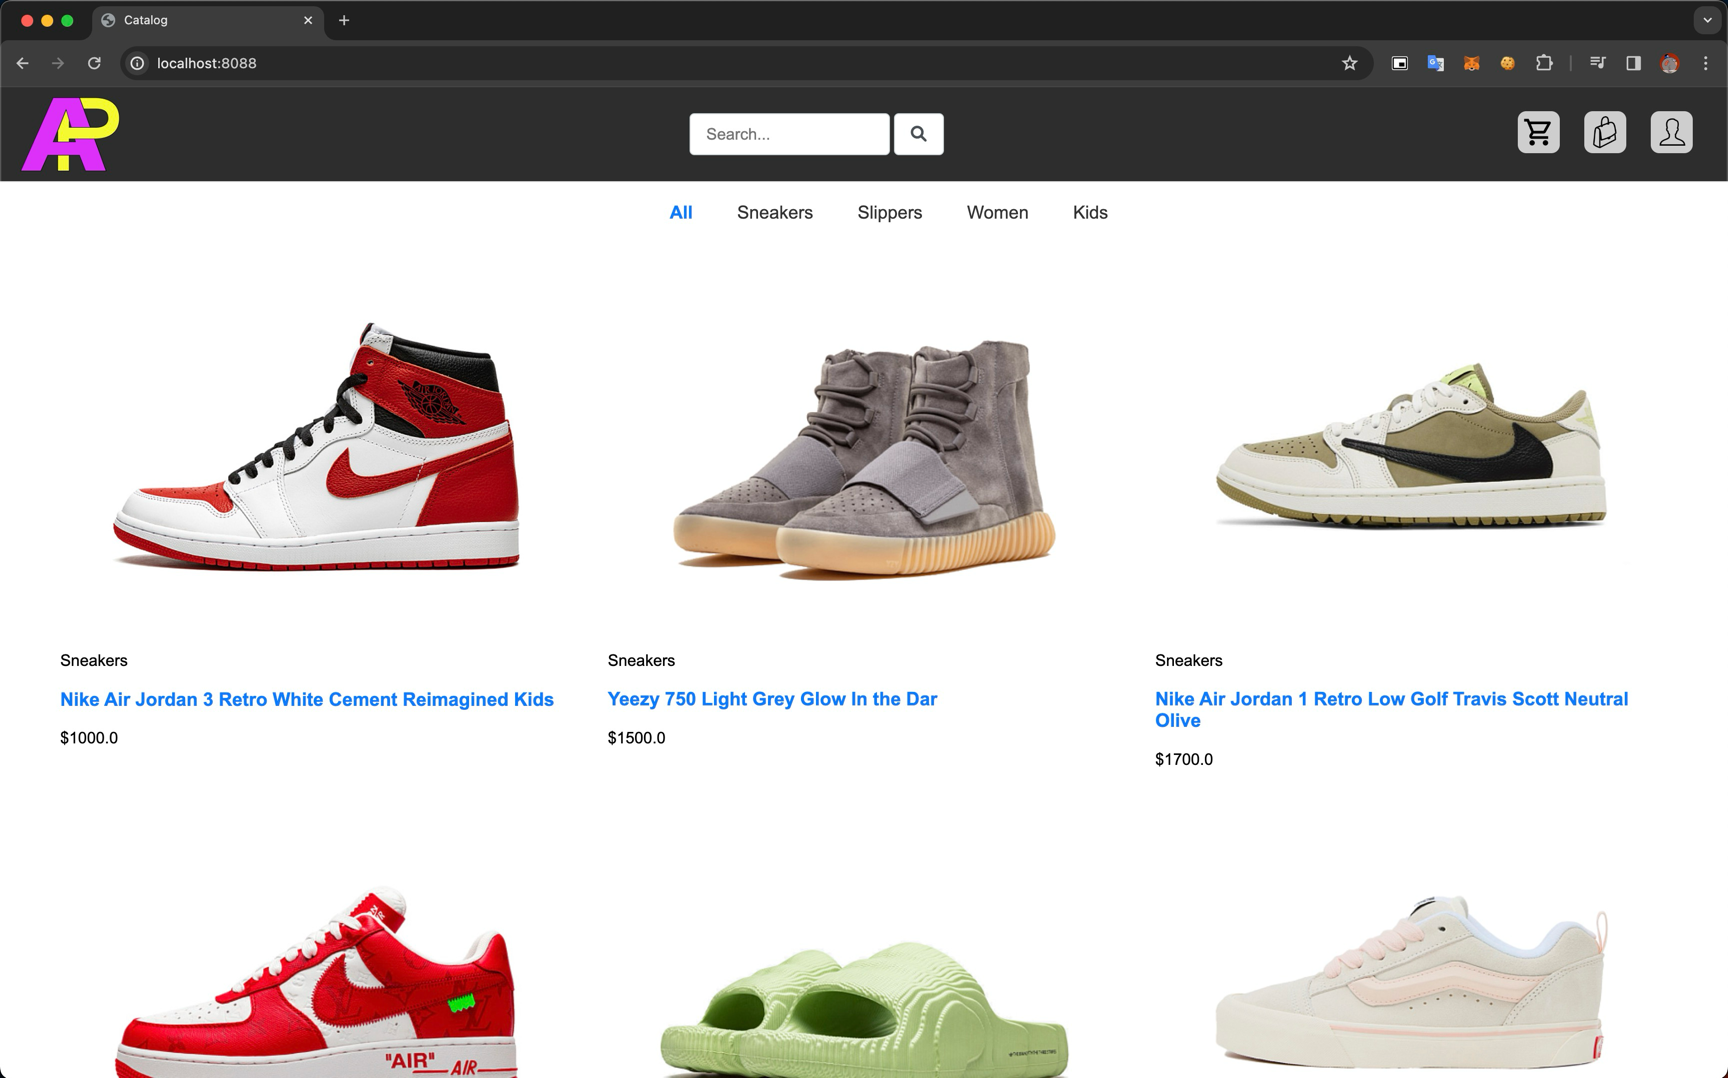 Catalog
localhost:8088
AP
Search...
All Sneakers Slippers Women Kids
Sneakers
Nike Air Jordan 3 Retro White Cement Reimagined Kids
$1000.0
Sneakers
Yeezy 750 Light Grey Glow In the Dar
$1500.0
Sneakers
Nike Air Jordan 1 Retro Low Golf Travis Scott Neutral
Olive
$1700.0
"AIR" AIR